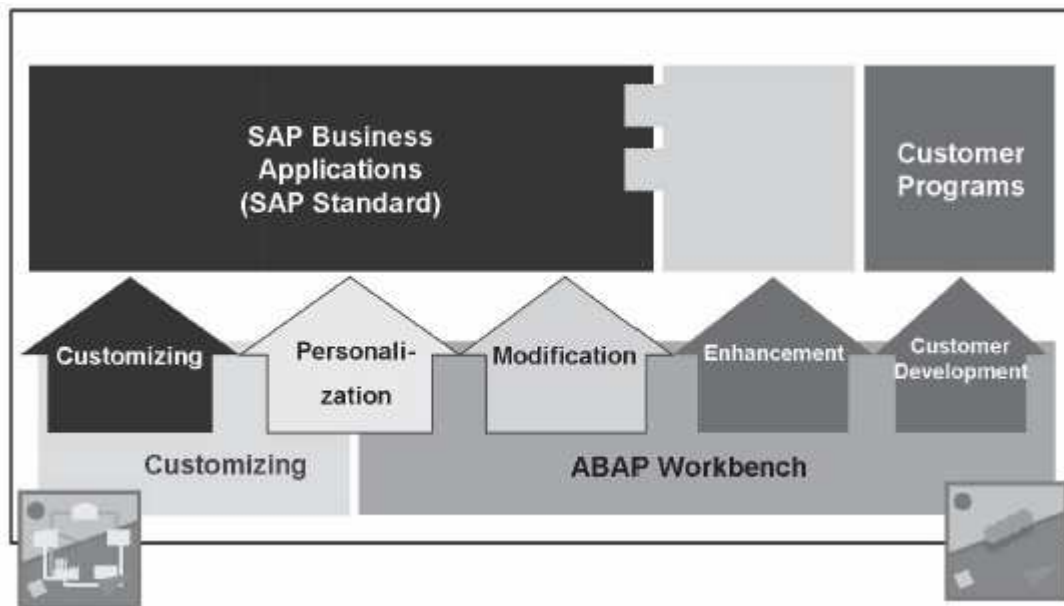 SAP Business
Applications
(SAP Standard)
Customer
Programs
Customizing
Personali-
zation
Modification
Enhancement
Customer
Development
Customizing
ABAP Workbench